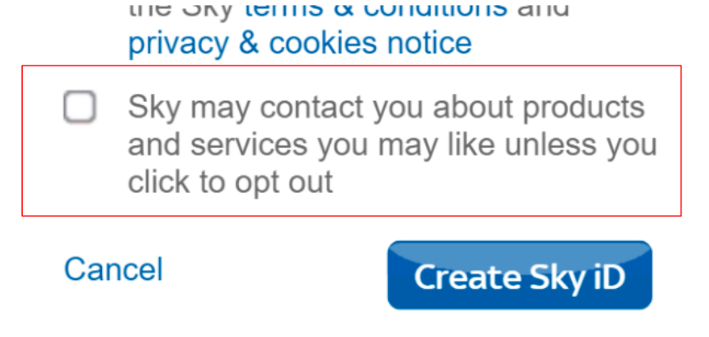 the Sky terms & conditions and
privacy & cookies notice
Sky may contact you about products
and services you may like unless you
click to opt out
Cancel
Create Sky iD